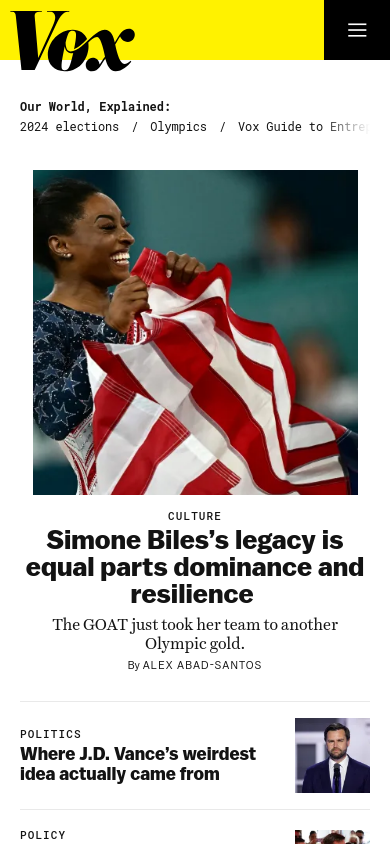 Vox
Our World, Explained:
2024 elections / Olympics / Vox Guide to
CULTURE
Simone Biles’s legacy is
equal parts dominance and
resilience
The GOAT just took her team to another
Olympic gold.
By ALEX ABAD-SANTOS
POLITICS
Where J.D. Vance’s weirdest
idea actually came from
POLICY